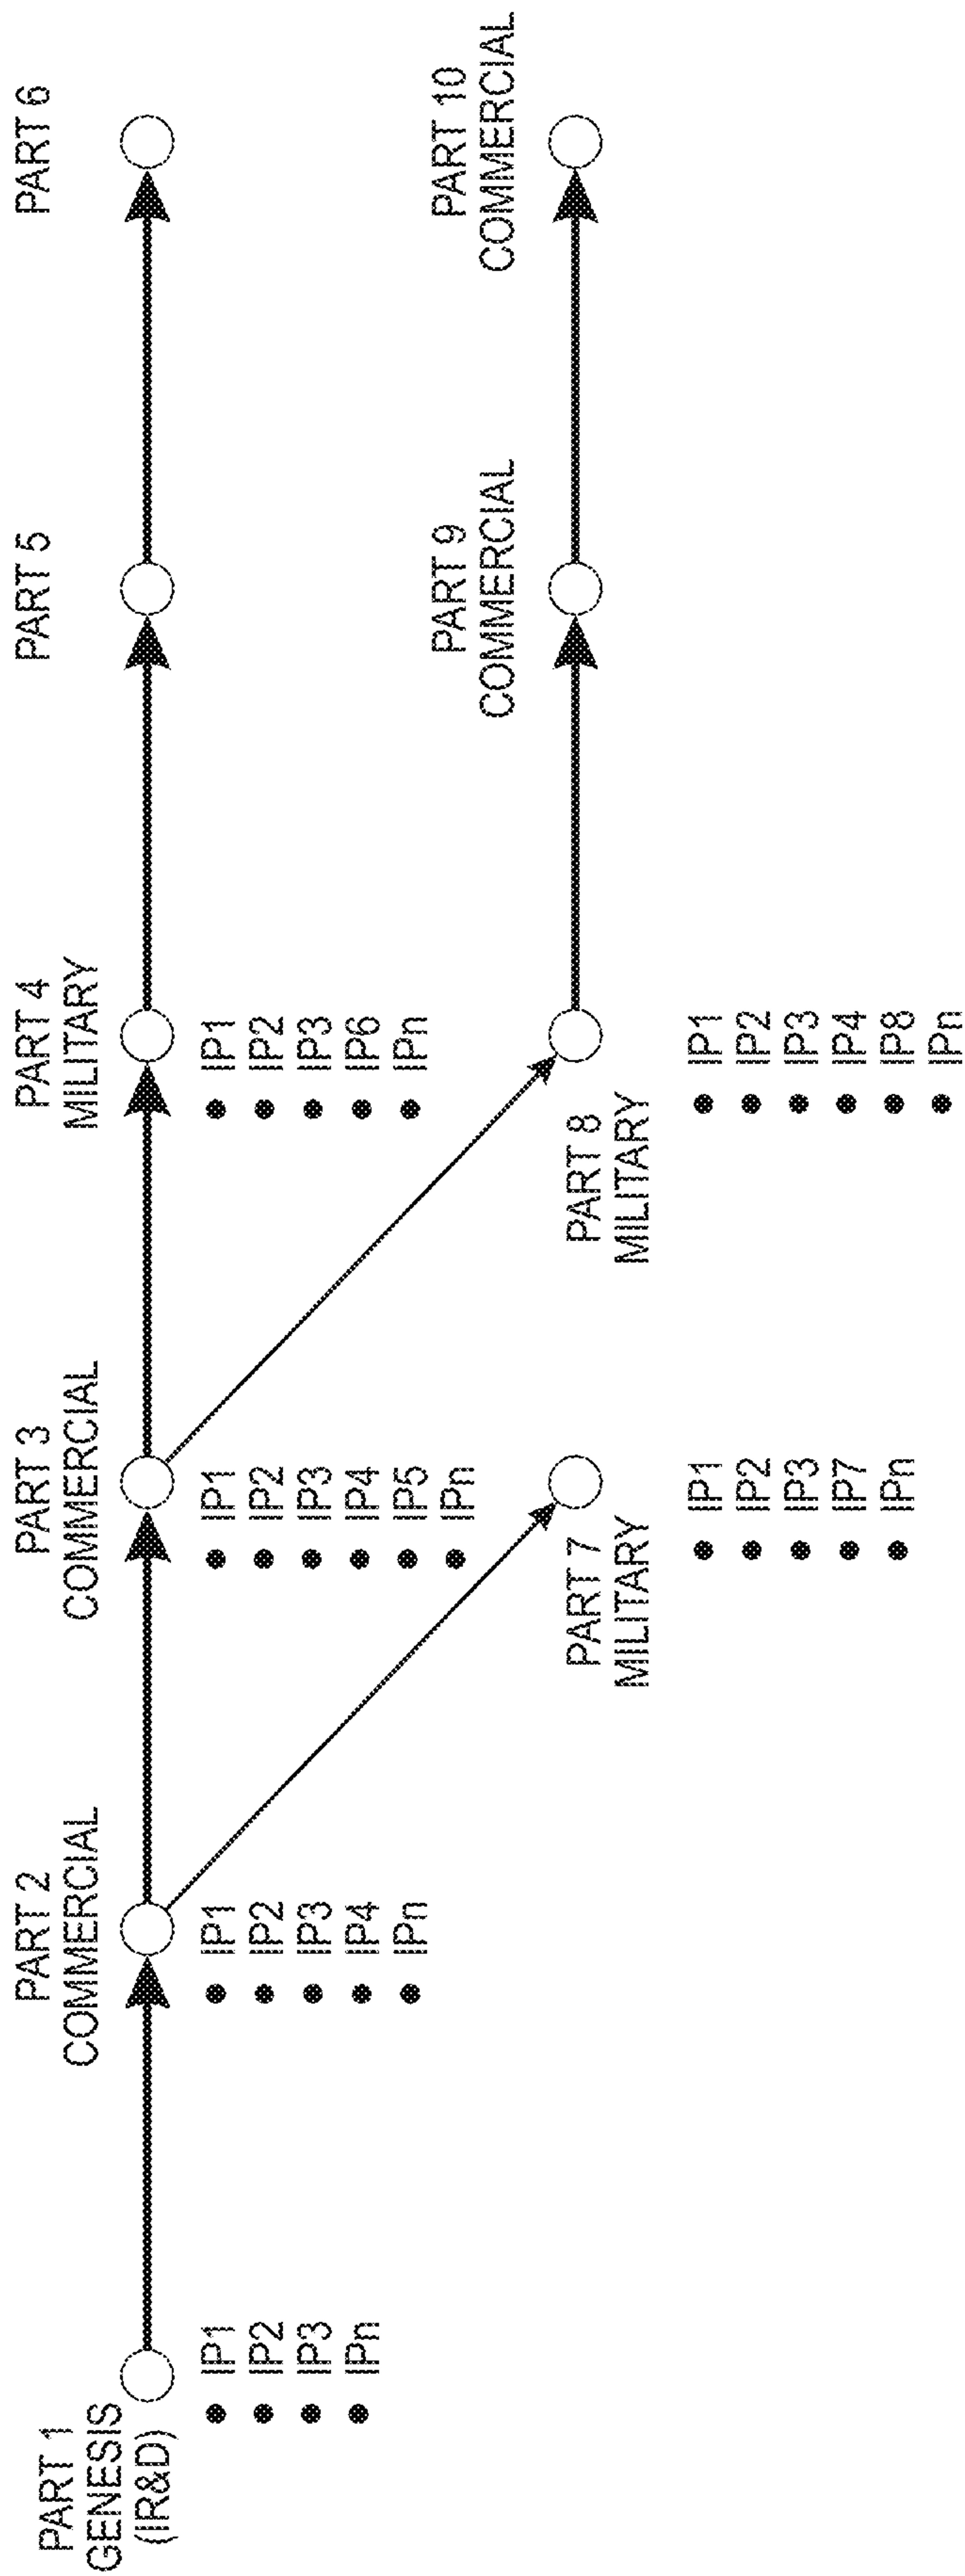 PART 1
GENESIS
(IR&D)
IP1
IP2
IP3
IPn
PART 2
COMMERCIAL
IP1
IP2
IP3
IP4
IPn
PART 3
COMMERCIAL
IP1
IP2
IP3
IP4
IP5
IPn
PART 4
MILITARY
IP1
IP2
IP3
IP6
IPn
PART 5
PART 6
PART 7
MILITARY
IP1
IP2
IP3
IP7
IPn
PART 8
MILITARY
IP1
IP2
IP3
IP4
IP8
IPn
PART 9
COMMERCIAL
PART 10
COMMERCIAL